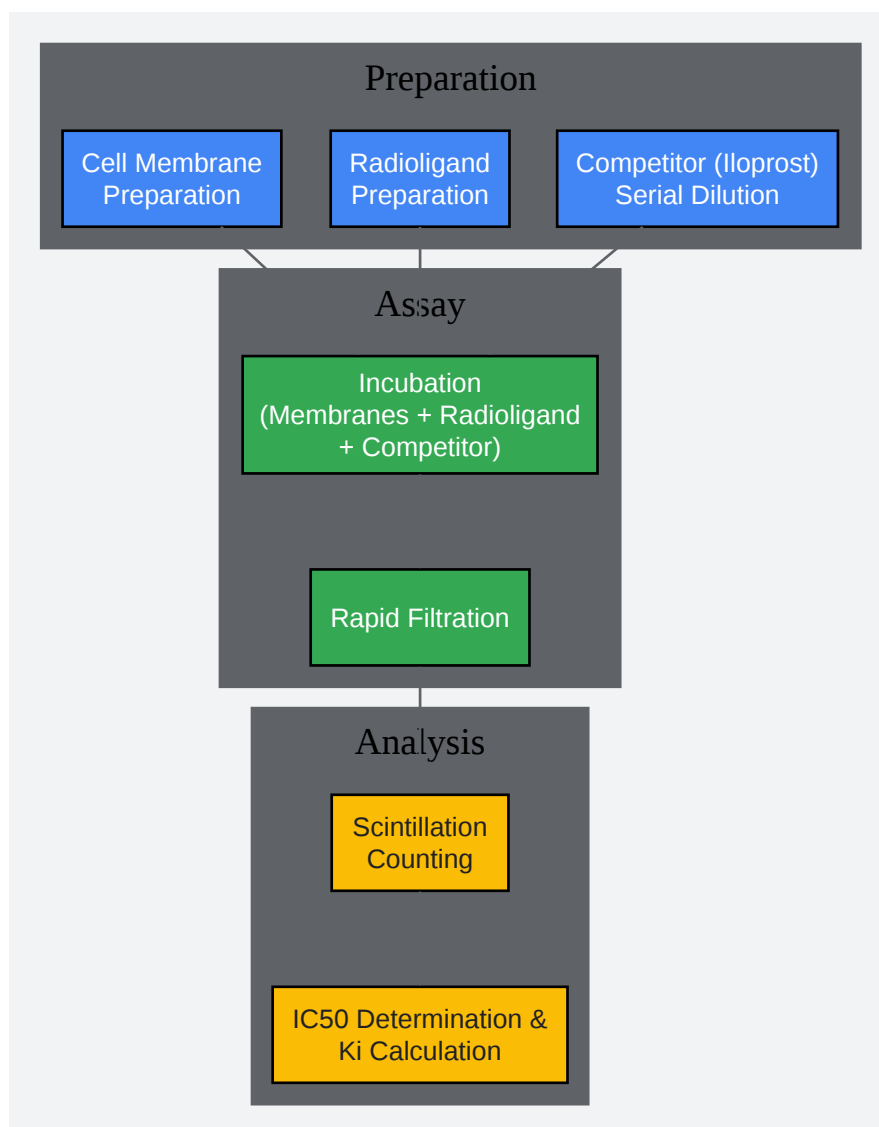 Preparation
Cell Membrane
Preparation
Radioligand
Preparation
Competitor (Iloprost)
Serial Dilution
Assay
Incubation
(Membranes + Radioligand
+ Competitor)
Rapid Filtration
Analysis
Scintillation
Counting
IC50 Determination &
Ki Calculation